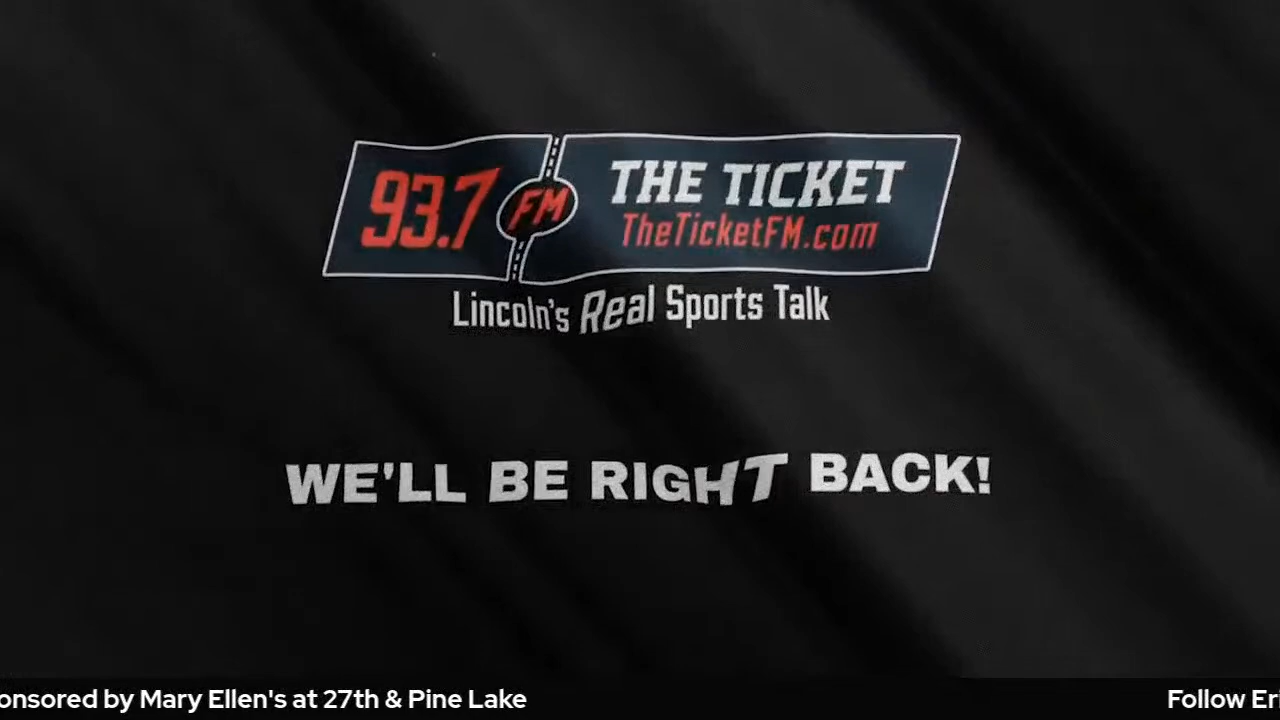 93.7 FM THE TICKET
TheTicketFM.com
Lincoln's Real Sports Talk
WE'LL BE RIGHT BACK!
onsored by Mary Ellen's at 27th & Pine Lake
Follow Eri